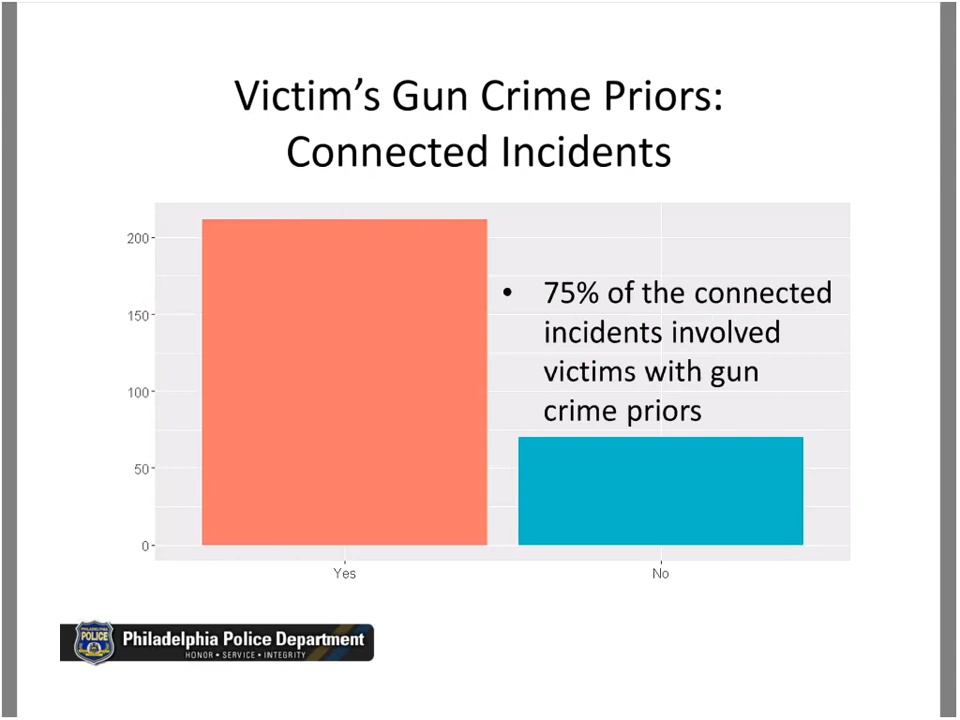 Victim's Gun Crime Priors:
Connected Incidents
200
150
100
50
0
• 75% of the connected
incidents involved
victims with gun
crime priors
Yes
No
PHILADELPHIA
POLICE
Philadelphia Police Department
HONOR • SERVICE • INTEGRITY